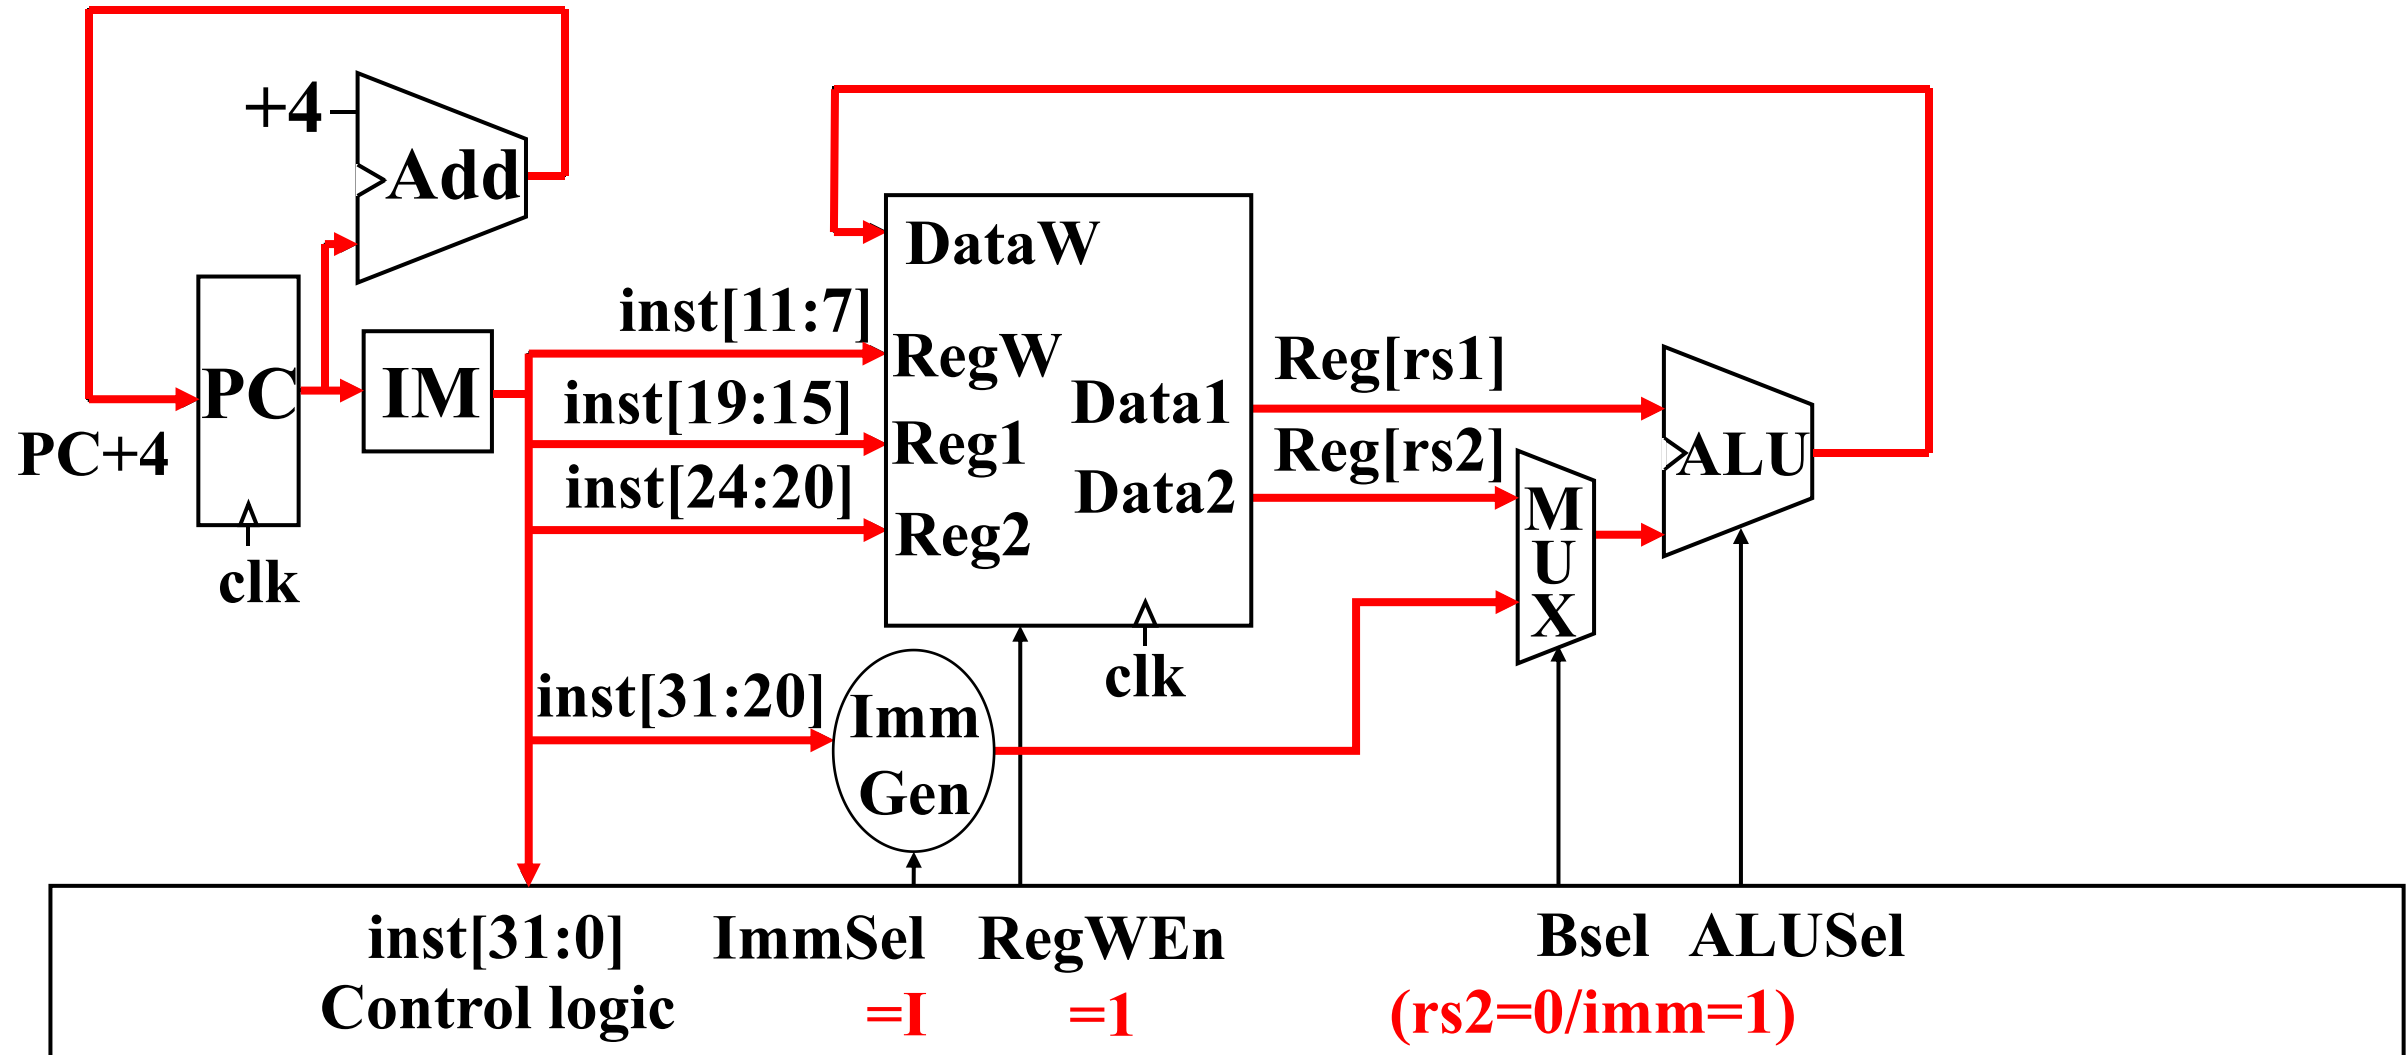 +4
Add
DataW
inst[11:7]
RegW
Reg[rs1]
PC
IM
inst[19:15]
Data1
Reg1
PC+4
Reg[rs2]
ALU
inst[24:20]
Data2
M
U
X
Reg2
clk
clk
inst[31:20]
Imm
Gen
inst[31:0]
ImmSel
RegWEn
Bsel
ALUSel
Control logic
=I
=1
(rs2=0/imm=1)